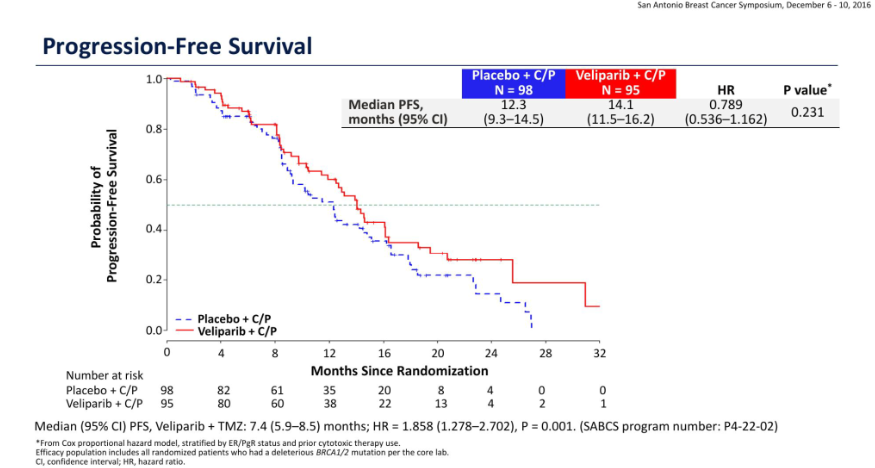 San Antonio Breast Cancer Symposium, December 6 - 10, 2016
Progression-Free Survival
Placebo + C/P
N = 98
Veliparib + C/P
N = 95
HR
P value*
Median PFS,
months (95% CI)
12.3
(9.3–14.5)
14.1
(11.5–16.2)
0.789
(0.536–1.162)
0.231
Probability of
Progression-Free Survival
1.0
0.8
0.6
0.4
0.2
0.0
Placebo + C/P
Veliparib + C/P
0 4 8 12 16 20 24 28 32
Months Since Randomization
Number at risk
Placebo + C/P 98 82 61 35 20 8 4 0 0
Veliparib + C/P 95 80 60 38 22 13 4 2 1
Median (95% CI) PFS, Veliparib + TMZ: 7.4 (5.9–8.5) months; HR = 1.858 (1.278–2.702), P = 0.001. (SABCS program number: P4-22-02)
*From Cox proportional hazard model, stratified by ER/PgR status and prior cytotoxic therapy use.
Efficacy population includes all randomized patients who had a deleterious BRCA1/2 mutation per the core lab.
CI, confidence interval; HR, hazard ratio.